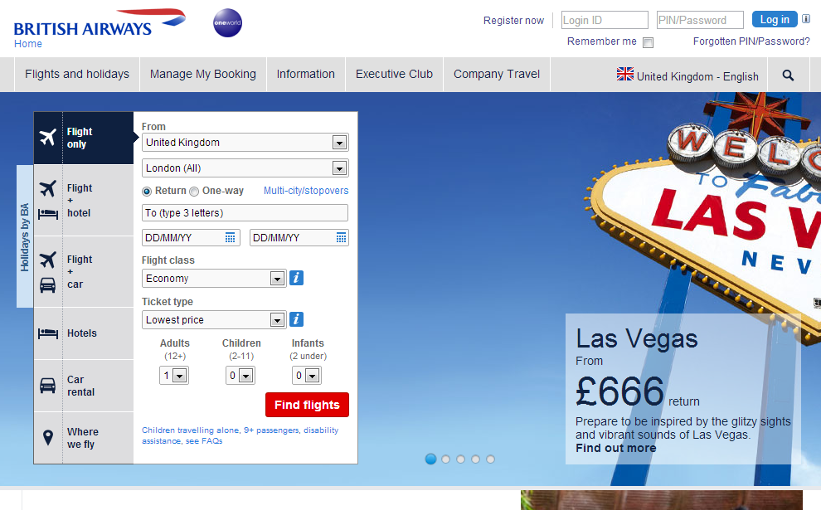 BRITISH AIRWAYS
oneworld
Home
Register now
Login ID
PIN/Password
Log in
i
Remember me
Forgotten PIN/Password?
Flights and holidays
Manage My Booking
Information
Executive Club
Company Travel
United Kingdom - English
Holidays by BA
Flight
only
Flight
+
hotel
Flight
+
car
Hotels
Car
rental
Where
we fly
From
United Kingdom
London (All)
Return
One-way
Multi-city/stopovers
To (type 3 letters)
DD/MM/YY
DD/MM/YY
Flight class
Economy
i
Ticket type
Lowest price
i
Adults
(12+)
Children
(2-11)
Infants
(2 under)
1
0
0
Find flights
Children travelling alone, 9+ passengers, disability
assistance, see FAQs
WELC
TO Fabu
LAS V
NEV
Las Vegas
From
£666 return
Prepare to be inspired by the glitzy sights
and vibrant sounds of Las Vegas.
Find out more